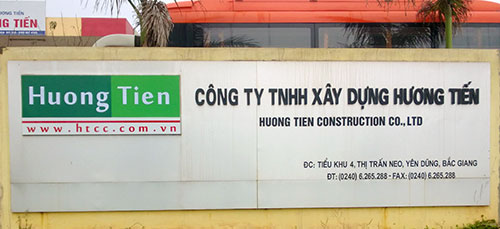 HƯƠNG TIẾN
Huong Tien
www.htcc.com.vn
CÔNG TY TNHH XÂY DỰNG HƯƠNG TIẾN
HUONG TIEN CONSTRUCTION CO., LTD
ĐC: TIỂU KHU 4, THỊ TRẤN NEO, YÊN DŨNG, BẮC GIANG
ĐT: (0240) 6.265.288 - FAX: (0240) 6.265.288